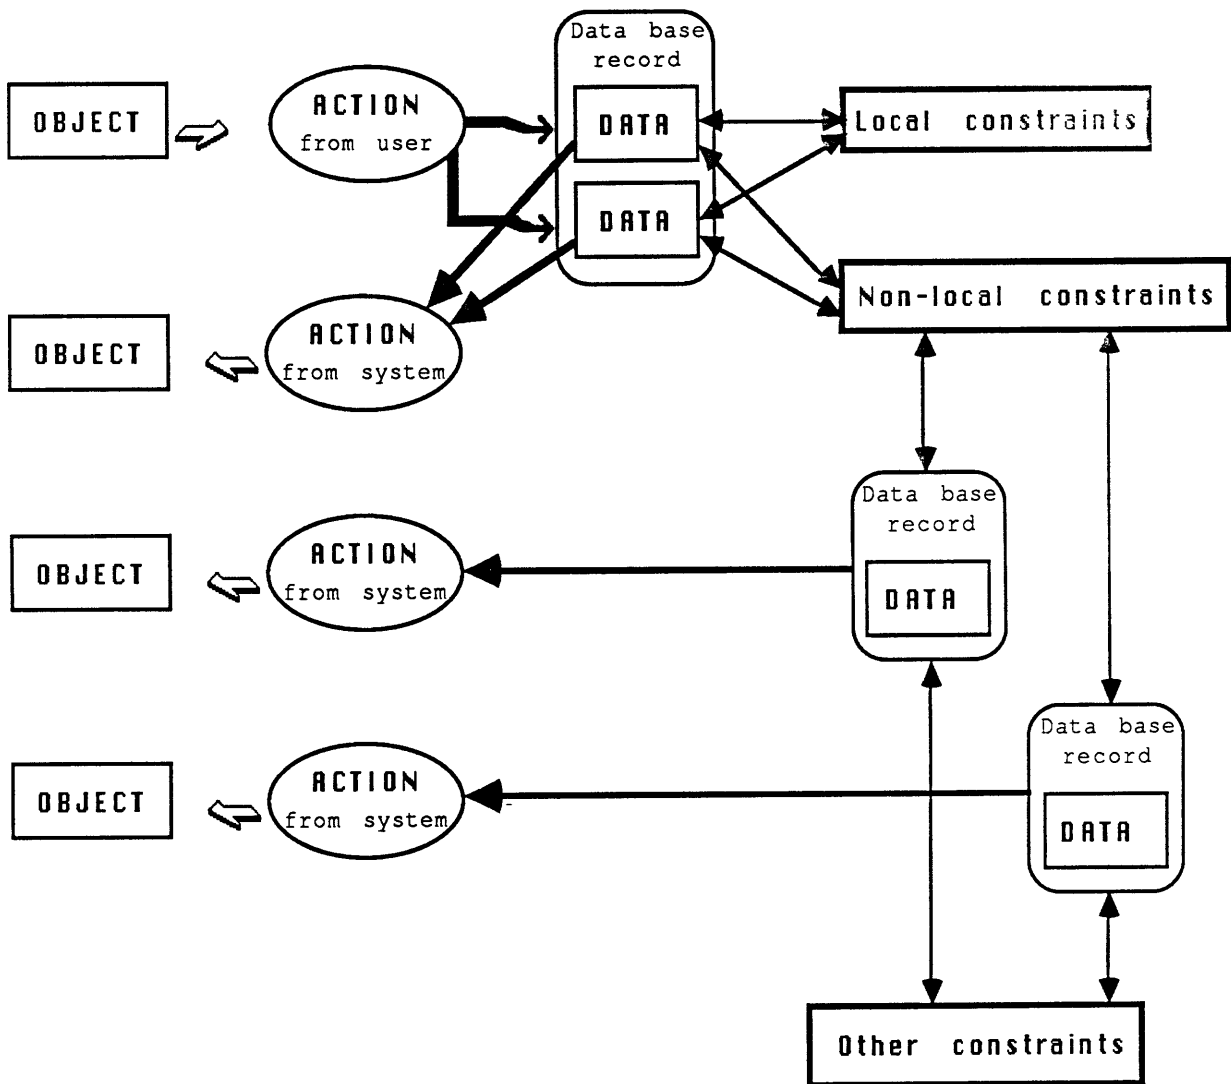 Data base
record
OBJECT
ACTION
from user
DATA
Local constraints
DATA
Non-local constraints
OBJECT
ACTION
from system
Data base
record
OBJECT
ACTION
from system
DATA
Data base
record
OBJECT
ACTION
from system
DATA
Other constraints